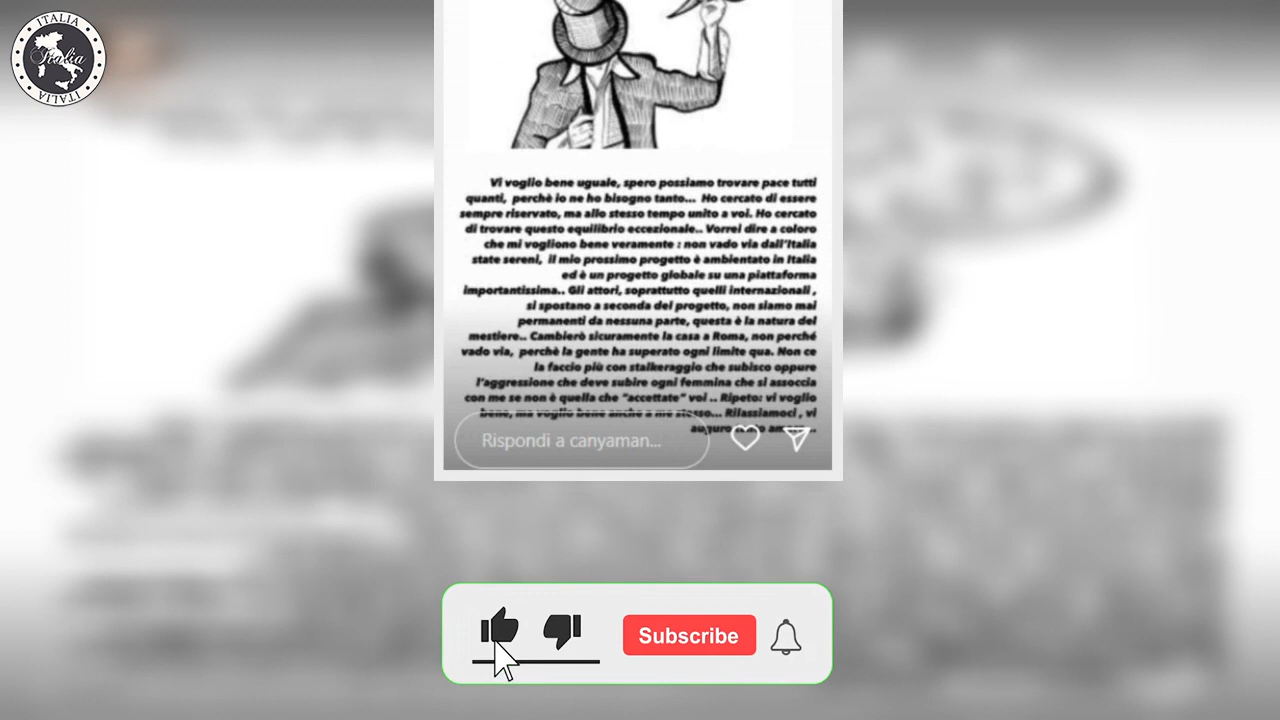 ITALIA
Italia
ITALIA
Vi voglio bene uguale, spero possiamo trovare pace tutti
quanti, perchè io ne ho bisogno tanto... Ho cercato di essere
sempre riservato, ma allo stesso tempo unito a voi. Ho cercato
di trovare questo equilibrio eccezionale.. Vorrei dire a coloro
che mi vogliono bene veramente : non vado via dall'Italia
state sereni, il mio prossimo progetto è ambientato in Italia
ed è un progetto globale su una piattaforma
importantissima.. Gli attori, soprattutto quelli internazionali ,
si spostano a seconda del progetto, non siamo mai
permanenti da nessuna parte, questa è la natura del
mestiere.. Cambierò sicuramente la casa a Roma, non perché
vado via, perchè la gente ha superato ogni limite qua. Non ce
la faccio più con stalkeraggio che subisco oppure
l'aggressione che deve subire ogni femmina che si associa
con me se non è quella che "accettate" voi .. Ripeto: vi voglio
bene, ma voglio bene anche a me stesso... Rilassiamoci , vi
auguro tanto amore..
Rispondi a canyaman...
Subscribe